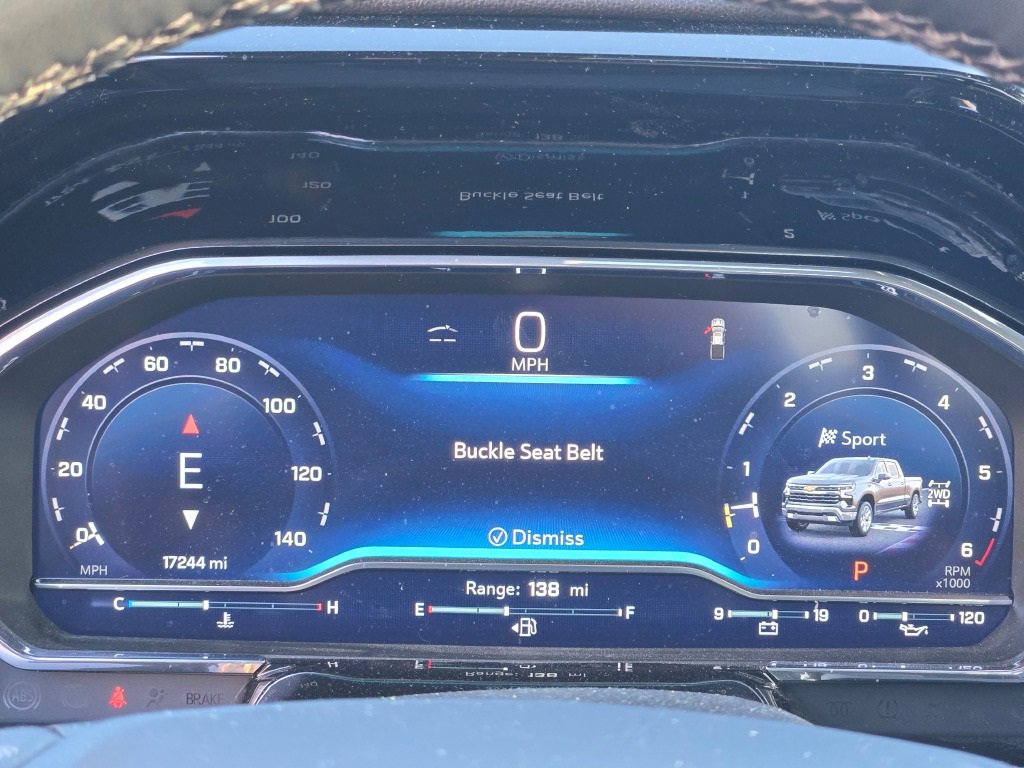 0
MPH
Buckle Seat Belt
Dismiss
0
20
40
60
80
100
120
140
E
17244 mi
MPH
0
1
2
3
4
5
6
Sport
2WD
P
RPM
x1000
Range: 138 mi
C H
E F
9 19
0 120
ABS
BRAKE